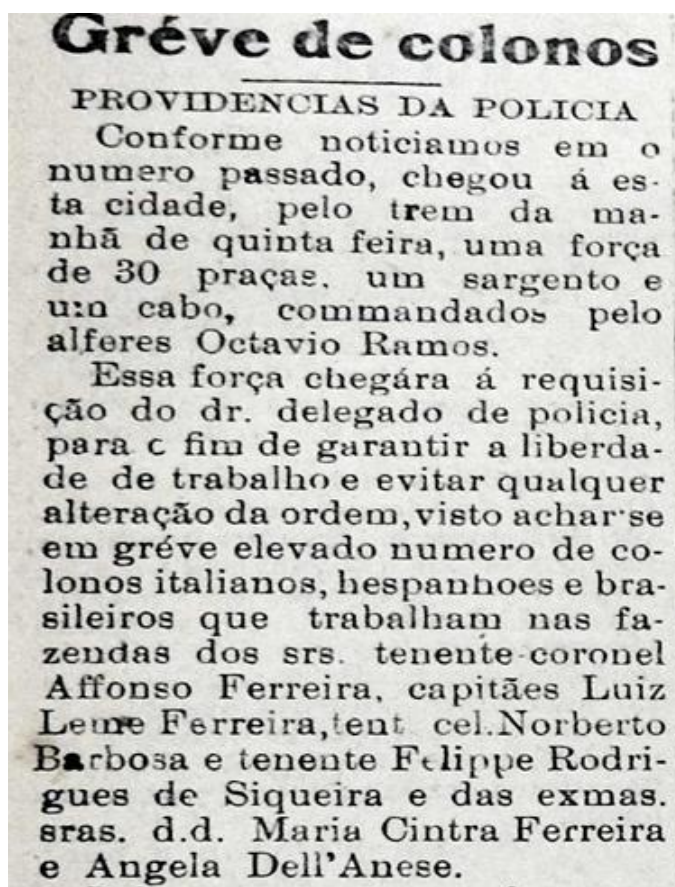 Gréve de colonos
PROVIDENCIAS DA POLICIA
Conforme noticiamos em o
numero passado, chegou á es-
ta cidade, pelo trem da ma-
nhã de quinta feira, uma força
de 30 praças. um sargento e
um cabo, commandados pelo
alferes Octavio Ramos.
Essa força chegára á requisi-
ção do dr. delegado de policia,
para c fim de garantir a liberda-
de de trabalho e evitar qualquer
alteração da ordem, visto achar-se
em gréve elevado numero de co-
lonos italianos, hespanhoes e bra-
sileiros que trabalham nas fa-
zendas dos srs. tenente-coronel
Affonso Ferreira, capitães Luiz
Leme Ferreira, tent cel. Norberto
Barbosa e tenente Felippe Rodri-
gues de Siqueira e das exmas.
sras. d.d. Maria Cintra Ferreira
e Angela Dell'Anese.